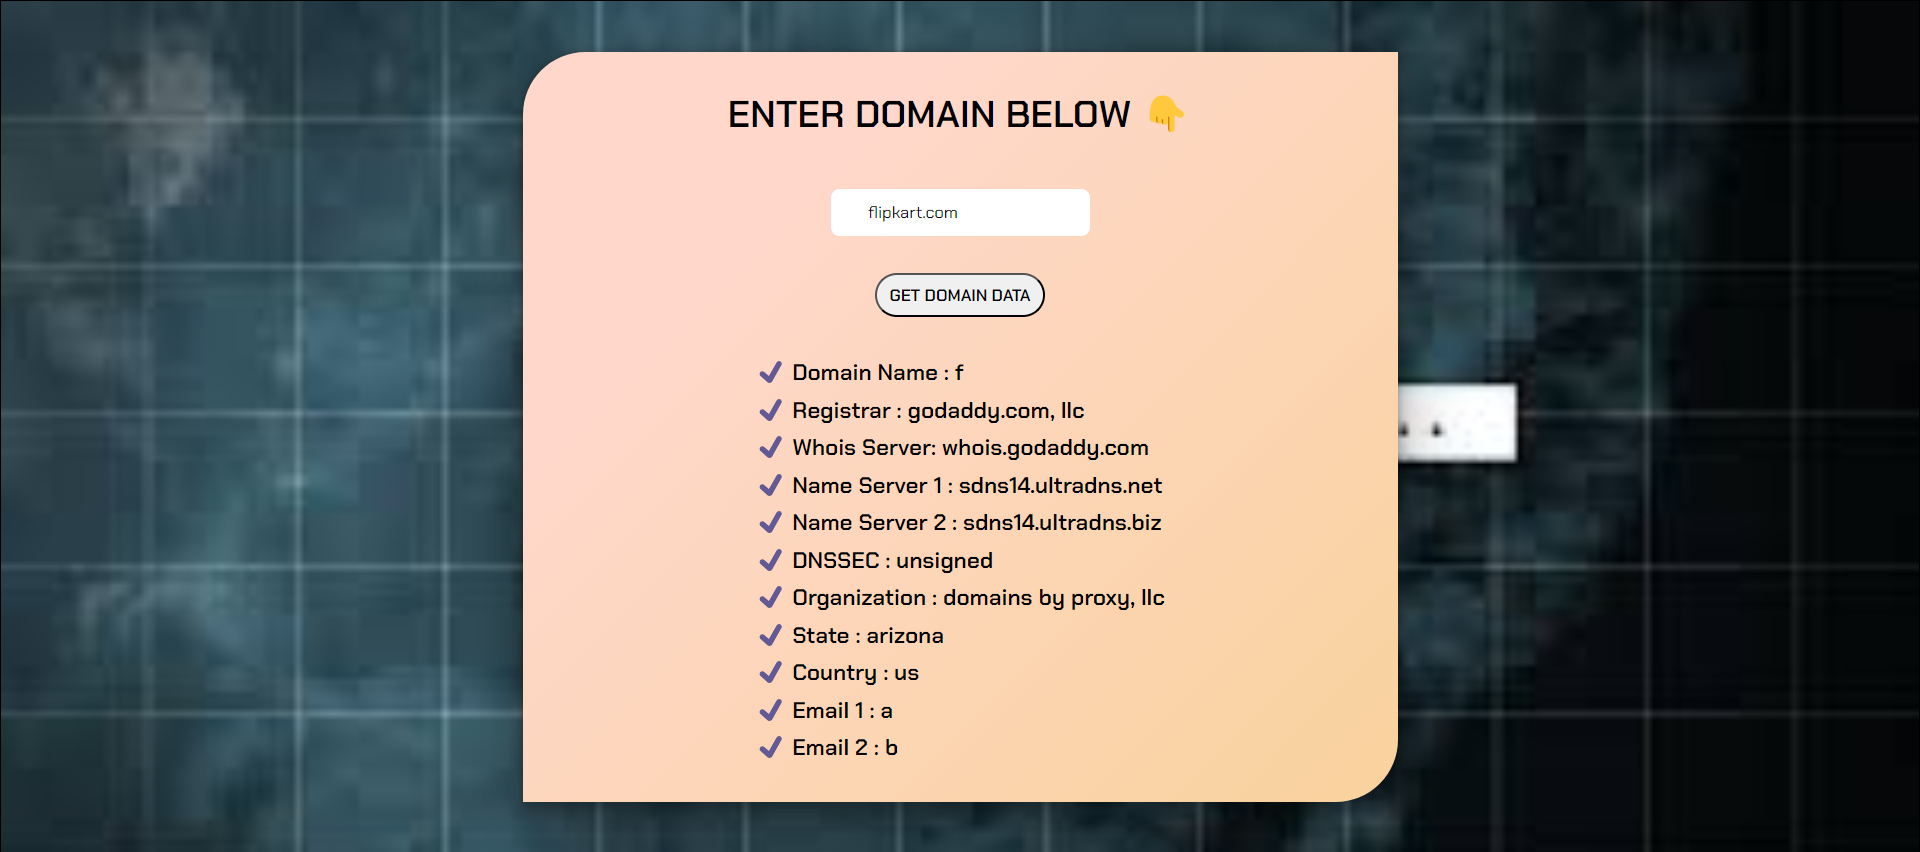 ENTER DOMAIN BELOW 👇
flipkart.com
GET DOMAIN DATA
Domain Name : f
Registrar : godaddy.com, llc
Whois Server: whois.godaddy.com
Name Server 1 : sdns14.ultradns.net
Name Server 2 : sdns14.ultradns.biz
DNSSEC : unsigned
Organization : domains by proxy, llc
State : arizona
Country : us
Email 1 : a
Email 2 : b